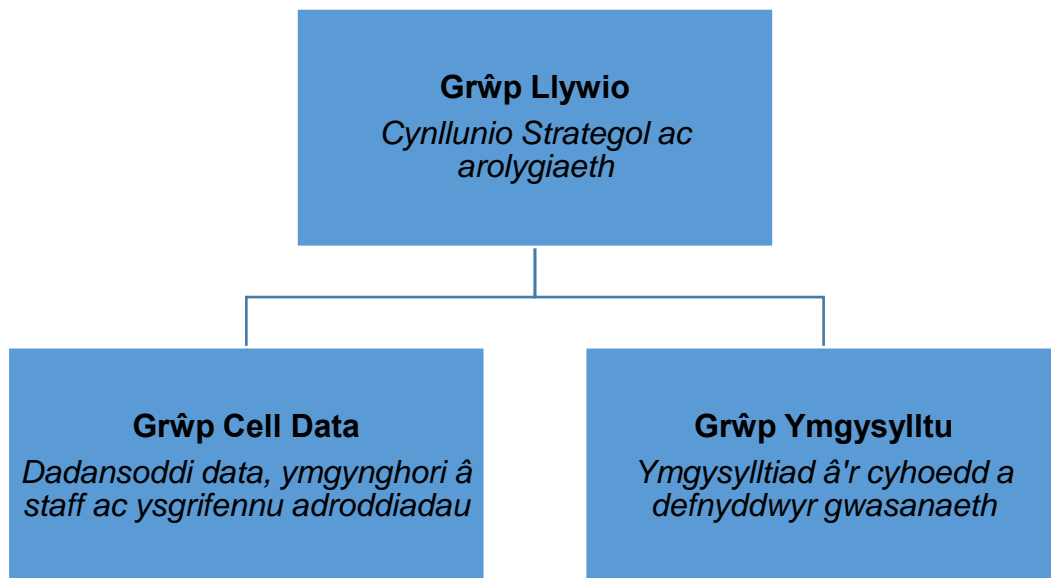 Grŵp Llywio
Cynllunio Strategol ac
arolygiaeth
Grŵp Cell Data
Dadansoddi data, ymgynghori â
staff ac ysgrifennu adroddiadau
Grŵp Ymgysylltu
Ymgysylltiad â'r cyhoedd a
defnyddwyr gwasanaeth